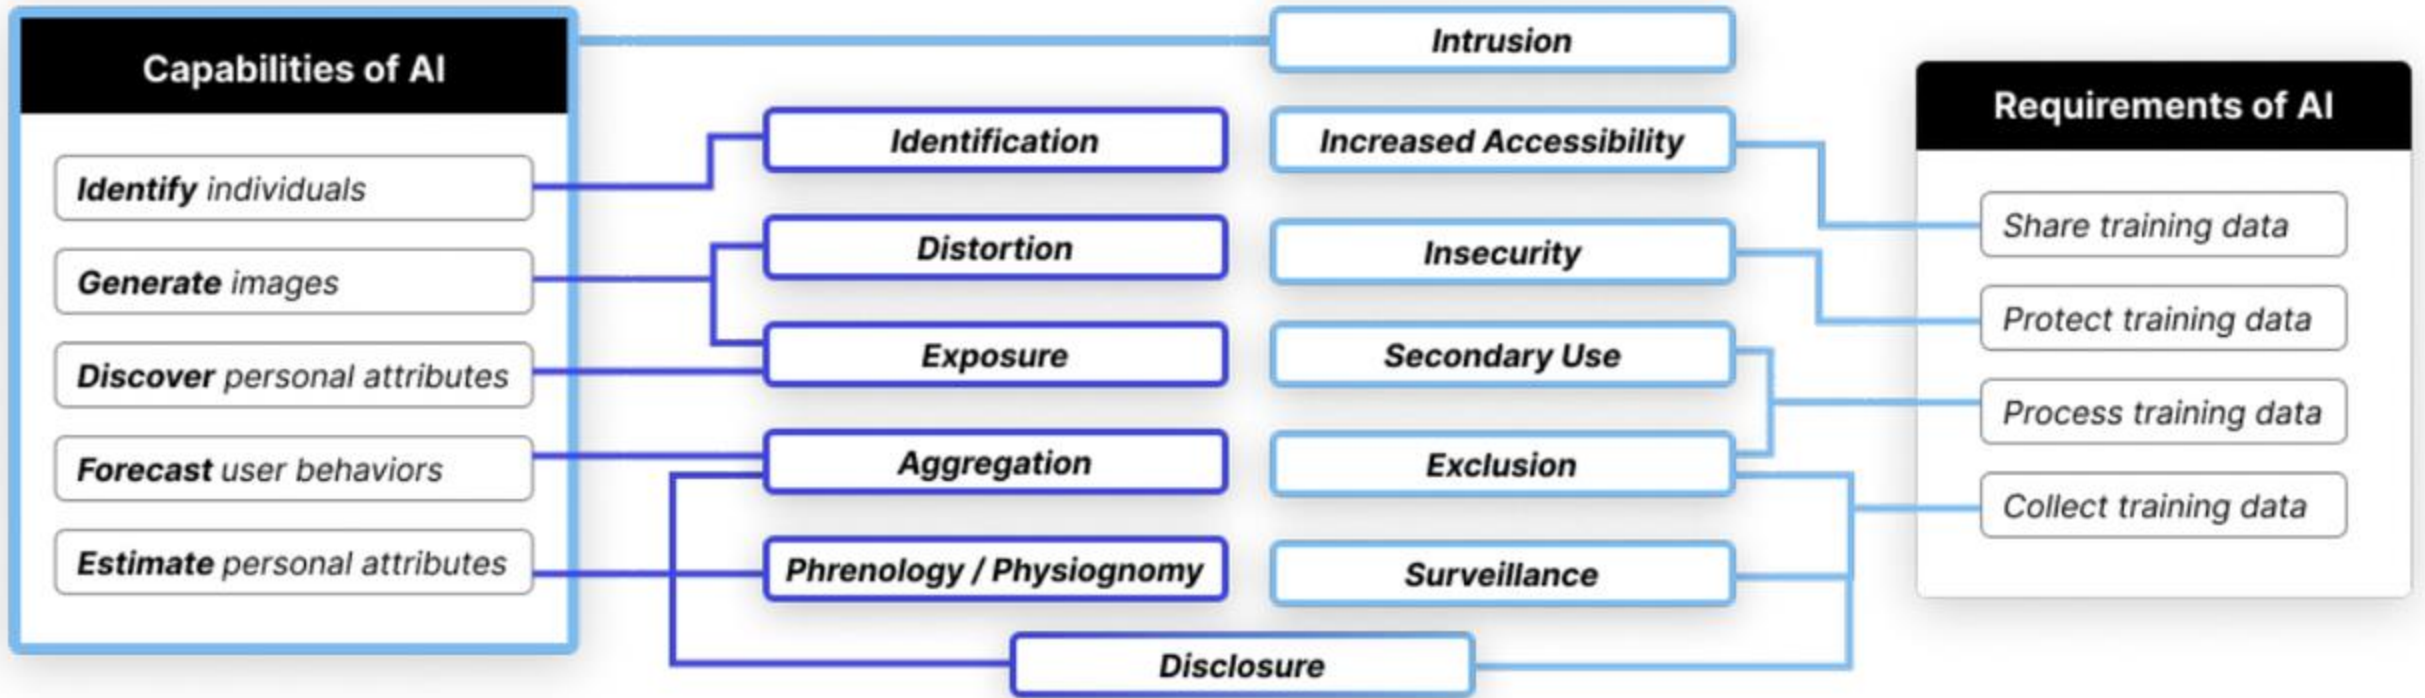 Capabilities of AI
Identify individuals
Generate images
Discover personal attributes
Forecast user behaviors
Estimate personal attributes
Identification
Distortion
Exposure
Aggregation
Phrenology / Physiognomy
Disclosure
Intrusion
Increased Accessibility
Insecurity
Secondary Use
Exclusion
Surveillance
Requirements of AI
Share training data
Protect training data
Process training data
Collect training data